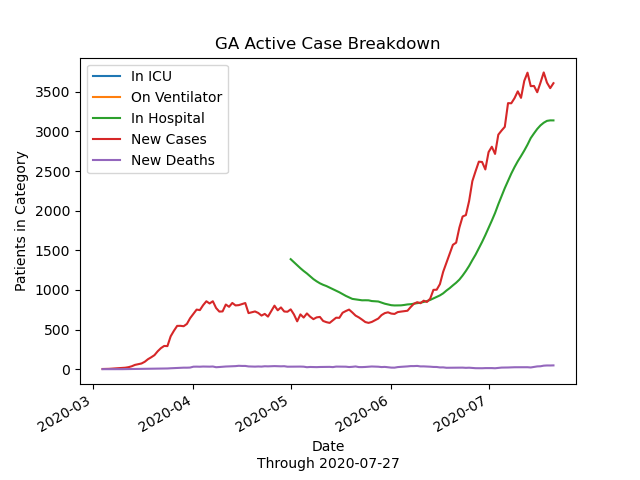 GA Active Case Breakdown
In ICU
On Ventilator
In Hospital
New Cases
New Deaths
Patients in Category
3500
3000
2500
2000
1500
1000
500
0
2020-03
2020-04
2020-05
2020-06
2020-07
Date
Through 2020-07-27